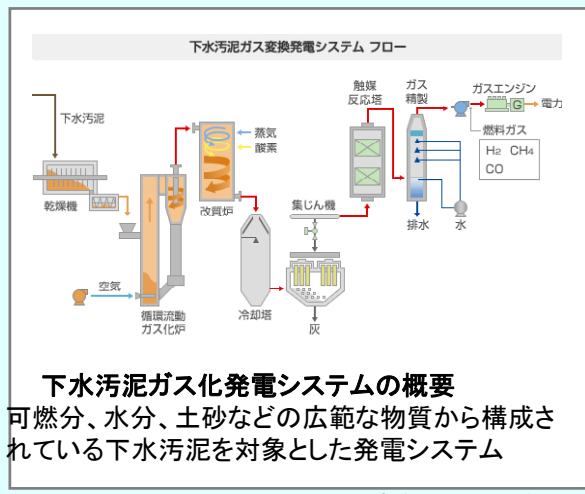 下水汚泥ガス変換発電システム フロー
下水汚泥
乾燥機
空気
循環流動
ガス化炉
蒸気
酸素
改質炉
冷却塔
集じん機
灰
触媒
反応塔
ガス
精製
排水
水
ガスエンジン
G
電力
燃料ガス
H2 CH4
CO
下水汚泥ガス化発電システムの概要
可燃分、水分、土砂などの広範な物質から構成さ
れている下水汚泥を対象とした発電システム